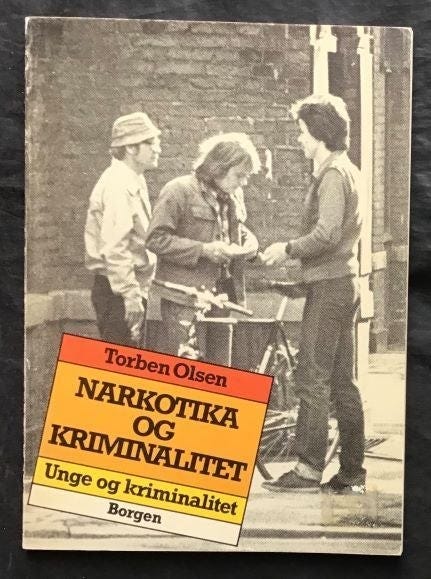 Torben Olsen
NARKOTIKA
OG
KRIMINALITET
Unge og kriminalitet
Borgen